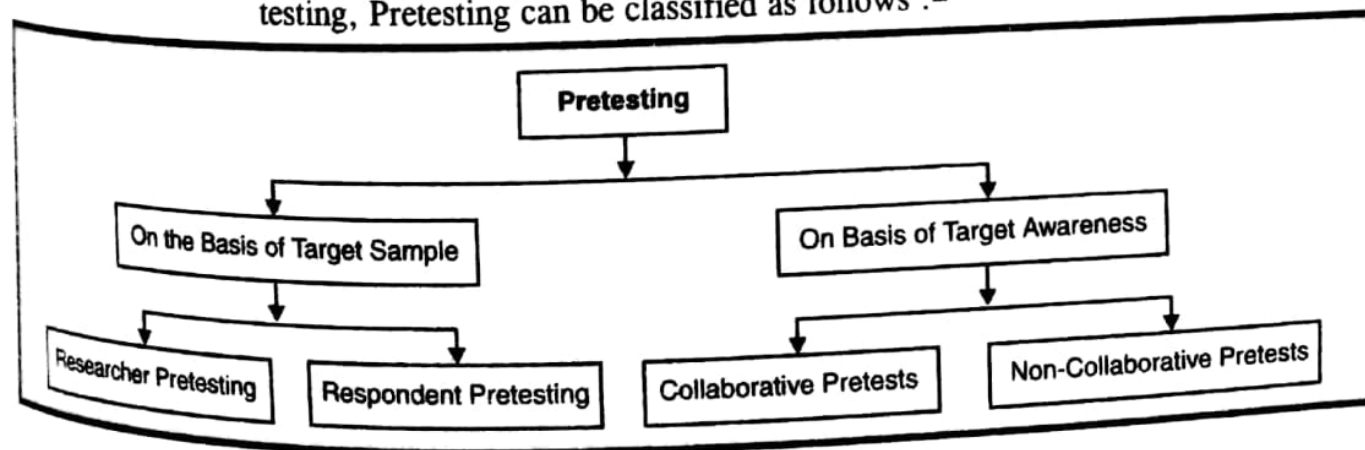 testing, Pretesting can be classified as follows :–
Pretesting
On the Basis of Target Sample
On Basis of Target Awareness
Researcher Pretesting
Respondent Pretesting
Collaborative Pretests
Non-Collaborative Pretests